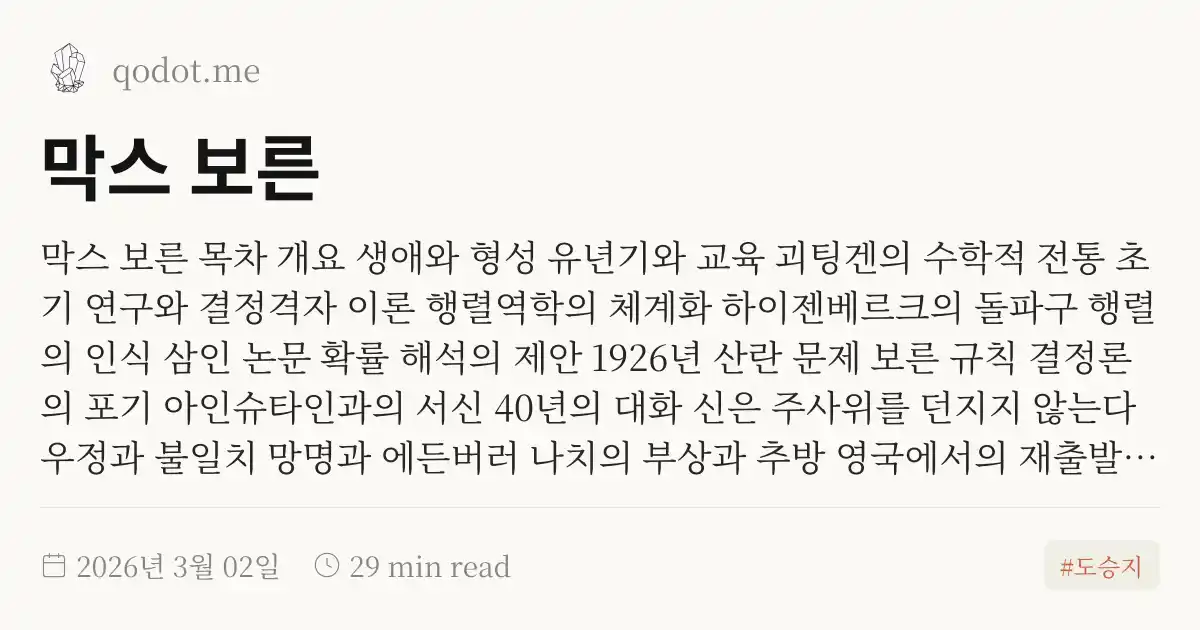 qodot.me
막스 보른
막스 보른 목차 개요 생애와 형성 유년기와 교육 괴팅겐의 수학적 전통 초
기 연구와 결정격자 이론 행렬역학의 체계화 하이젠베르크의 돌파구 행렬
의 인식 삼인 논문 확률 해석의 제안 1926년 산란 문제 보른 규칙 결정론
의 포기 아인슈타인과의 서신 40년의 대화 신은 주사위를 던지지 않는다
우정과 불일치 망명과 에든버러 나치의 부상과 추방 영국에서의 재출발…
2026년 3월 02일 29 min read #도승지